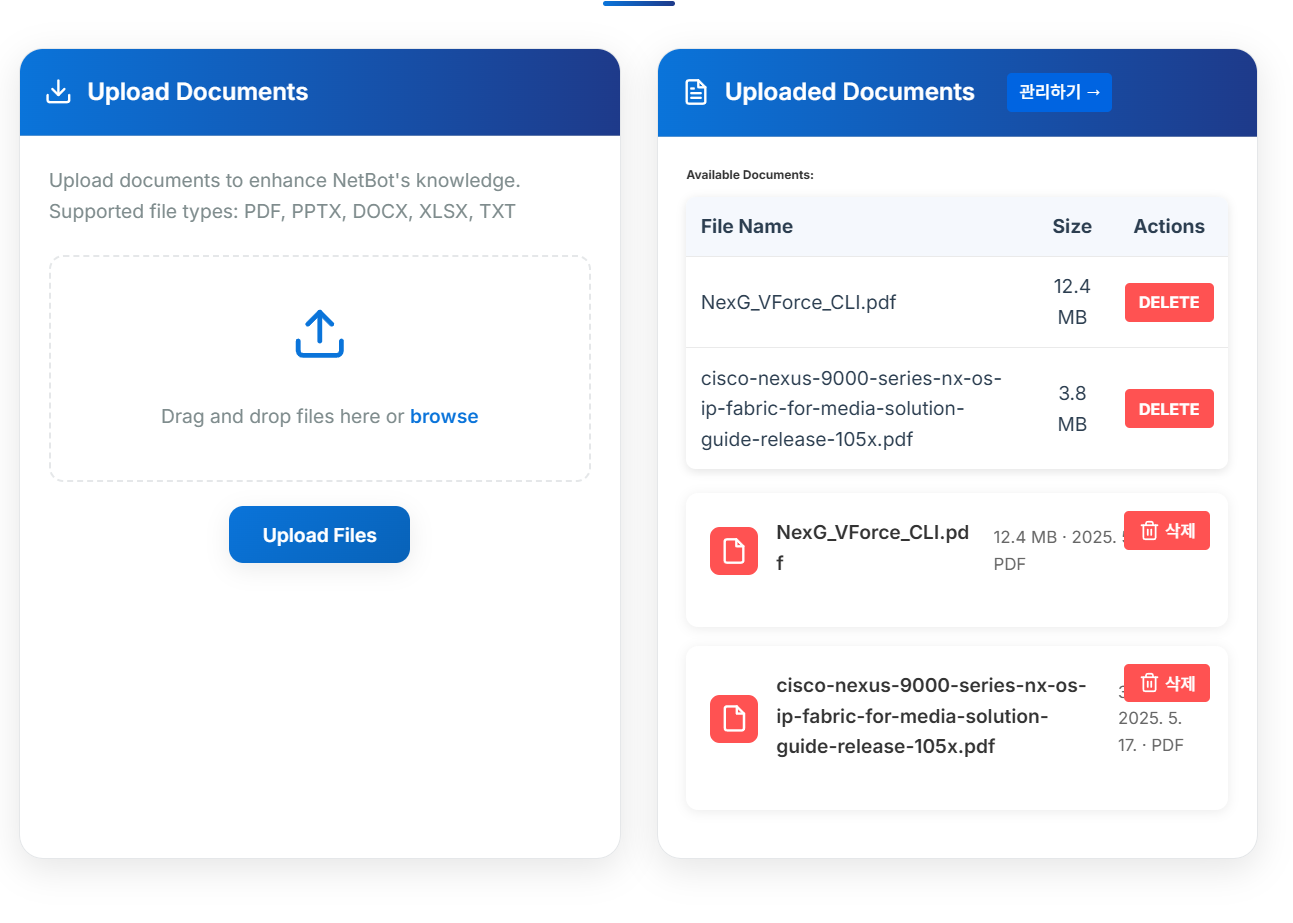 Upload Documents
Upload documents to enhance NetBot's knowledge.
Supported file types: PDF, PPTX, DOCX, XLSX, TXT
Drag and drop files here or browse
Upload Files
Uploaded Documents
관리하기 →
Available Documents:
File Name Size Actions
NexG_VForce_CLI.pdf
12.4
MB
DELETE
cisco-nexus-9000-series-nx-os-
ip-fabric-for-media-solution-
guide-release-105x.pdf
3.8
MB
DELETE
NexG_VForce_CLI.pd
f
12.4 MB · 2025.
PDF
삭제
cisco-nexus-9000-series-nx-os-
ip-fabric-for-media-solution-
guide-release-105x.pdf
2025. 5.
17. · PDF
삭제